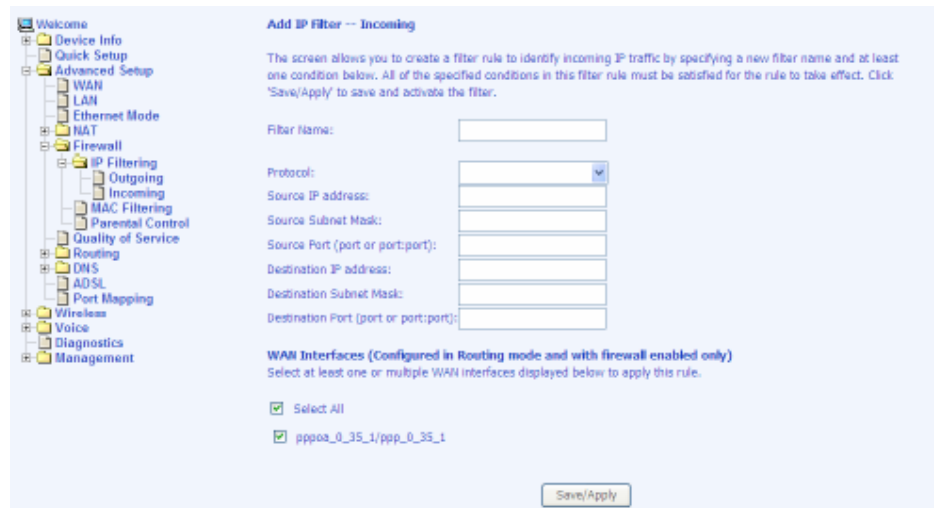 Welcome
Device Info
Quick Setup
Advanced Setup
WAN
LAN
Ethernet Mode
NAT
Firewall
IP Filtering
Outgoing
Incoming
MAC Filtering
Parental Control
Quality of Service
Routing
DNS
ADSL
Port Mapping
Wireless
Voice
Diagnostics
Management
Add IP Filter -- Incoming
The screen allows you to create a filter rule to identify incoming IP traffic by specifying a new filter name and at least
one condition below. All of the specified conditions in this filter rule must be satisfied for the rule to take effect. Click
'Save/Apply' to save and activate the filter.
Filter Name:
Protocol:
Source IP address:
Source Subnet Mask:
Source Port (port or port:port):
Destination IP address:
Destination Subnet Mask:
Destination Port (port or port:port):
WAN Interfaces (Configured in Routing mode and with firewall enabled only)
Select at least one or multiple WAN interfaces displayed below to apply this rule.
Select All
pppoa_0_35_1/ppp_0_35_1
Save/Apply